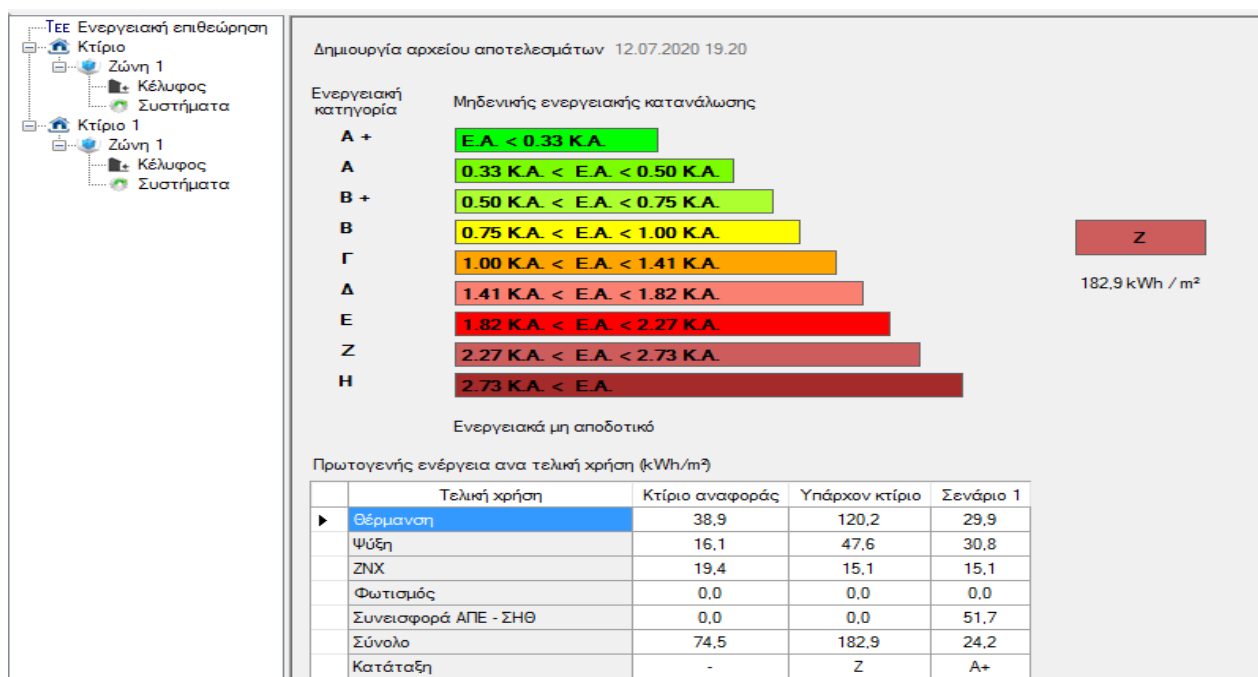 ΤΕΕ Ενεργειακή επιθεώρηση
Κτίριο
Ζώνη 1
Κέλυφος
Συστήματα
Κτίριο 1
Ζώνη 1
Κέλυφος
Συστήματα
Δημιουργία αρχείου αποτελεσμάτων 12.07.2020 19.20
Ενεργειακή κατηγορία
Μηδενικής ενεργειακής κατανάλωσης
Α + Ε.Α. < 0.33 Κ.Α.
Α 0.33 Κ.Α. < Ε.Α. < 0.50 Κ.Α.
Β + 0.50 Κ.Α. < Ε.Α. < 0.75 Κ.Α.
Β 0.75 Κ.Α. < Ε.Α. < 1.00 Κ.Α.
Γ 1.00 Κ.Α. < Ε.Α. < 1.41 Κ.Α.
Δ 1.41 Κ.Α. < Ε.Α. < 1.82 Κ.Α.
Ε 1.82 Κ.Α. < Ε.Α. < 2.27 Κ.Α.
Ζ 2.27 Κ.Α. < Ε.Α. < 2.73 Κ.Α.
Η 2.73 Κ.Α. < Ε.Α.
Ζ
182,9 kWh / m²
Ενεργειακά μη αποδοτικό
Πρωτογενής ενέργεια ανα τελική χρήση (kWh/m²)
Τελική χρήση Κτίριο αναφοράς Υπάρχον κτίριο Σενάριο 1
Θέρμανση 38,9 120,2 29,9
Ψύξη 16,1 47,6 30,8
ΖΝΧ 19,4 15,1 15,1
Φωτισμός 0,0 0,0 0,0
Συνεισφορά ΑΠΕ - ΣΗΘ 0,0 0,0 51,7
Σύνολο 74,5 182,9 24,2
Κατάταξη - Ζ Α+